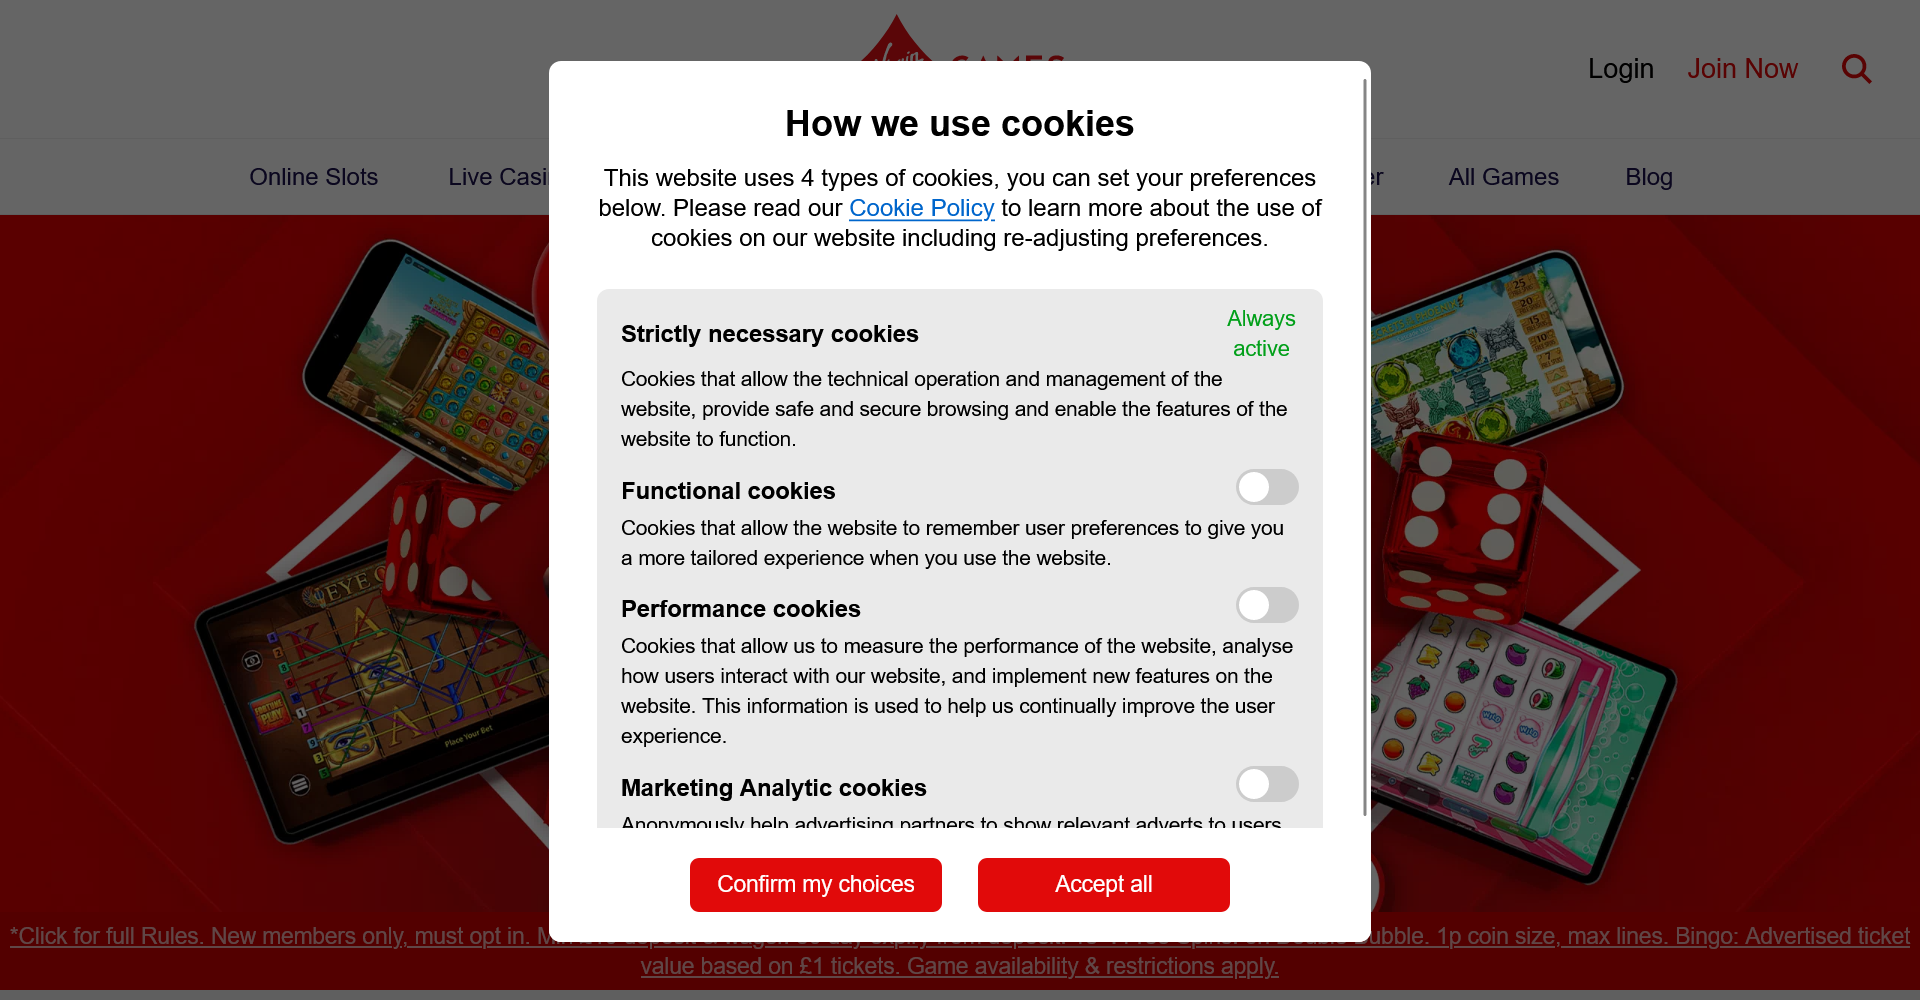 GAMES
Login
Join Now
Online Slots
Live Casi
er
All Games
Blog
How we use cookies
This website uses 4 types of cookies, you can set your preferences
below. Please read our Cookie Policy to learn more about the use of
cookies on our website including re-adjusting preferences.
Strictly necessary cookies
Always
active
Cookies that allow the technical operation and management of the
website, provide safe and secure browsing and enable the features of the
website to function.
Functional cookies
Cookies that allow the website to remember user preferences to give you
a more tailored experience when you use the website.
Performance cookies
Cookies that allow us to measure the performance of the website, analyse
how users interact with our website, and implement new features on the
website. This information is used to help us continually improve the user
experience.
Marketing Analytic cookies
Anonymously help advertising partners to show relevant adverts to users
Confirm my choices
Accept all
EYE O
Place Your Bet
*Click for full Rules. New members only, must opt in. ubble. 1p coin size, max lines. Bingo: Advertised ticket
value based on £1 tickets. Game availability & restrictions apply.